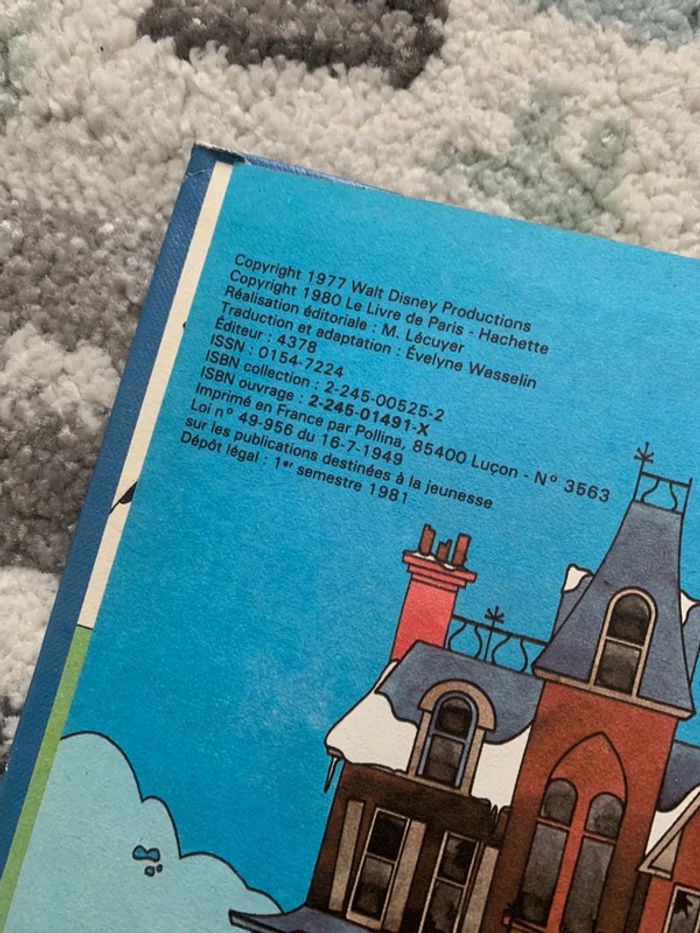 Copyright 1977 Walt Disney Productions
Copyright 1980 Le Livre de Paris - Hachette
Réalisation éditoriale : M. Lécuyer
Traduction et adaptation : Évelyne Wasselin
Éditeur : 4378
ISSN : 0154-7224
ISBN collection : 2-245-00525-2
ISBN ouvrage : 2-245-01491-X
Imprimé en France par Pollina, 85400 Luçon - Nº 3563
Loi nº 49-956 du 16-7-1949
sur les publications destinées à la jeunesse
Dépôt légal : 1er semestre 1981